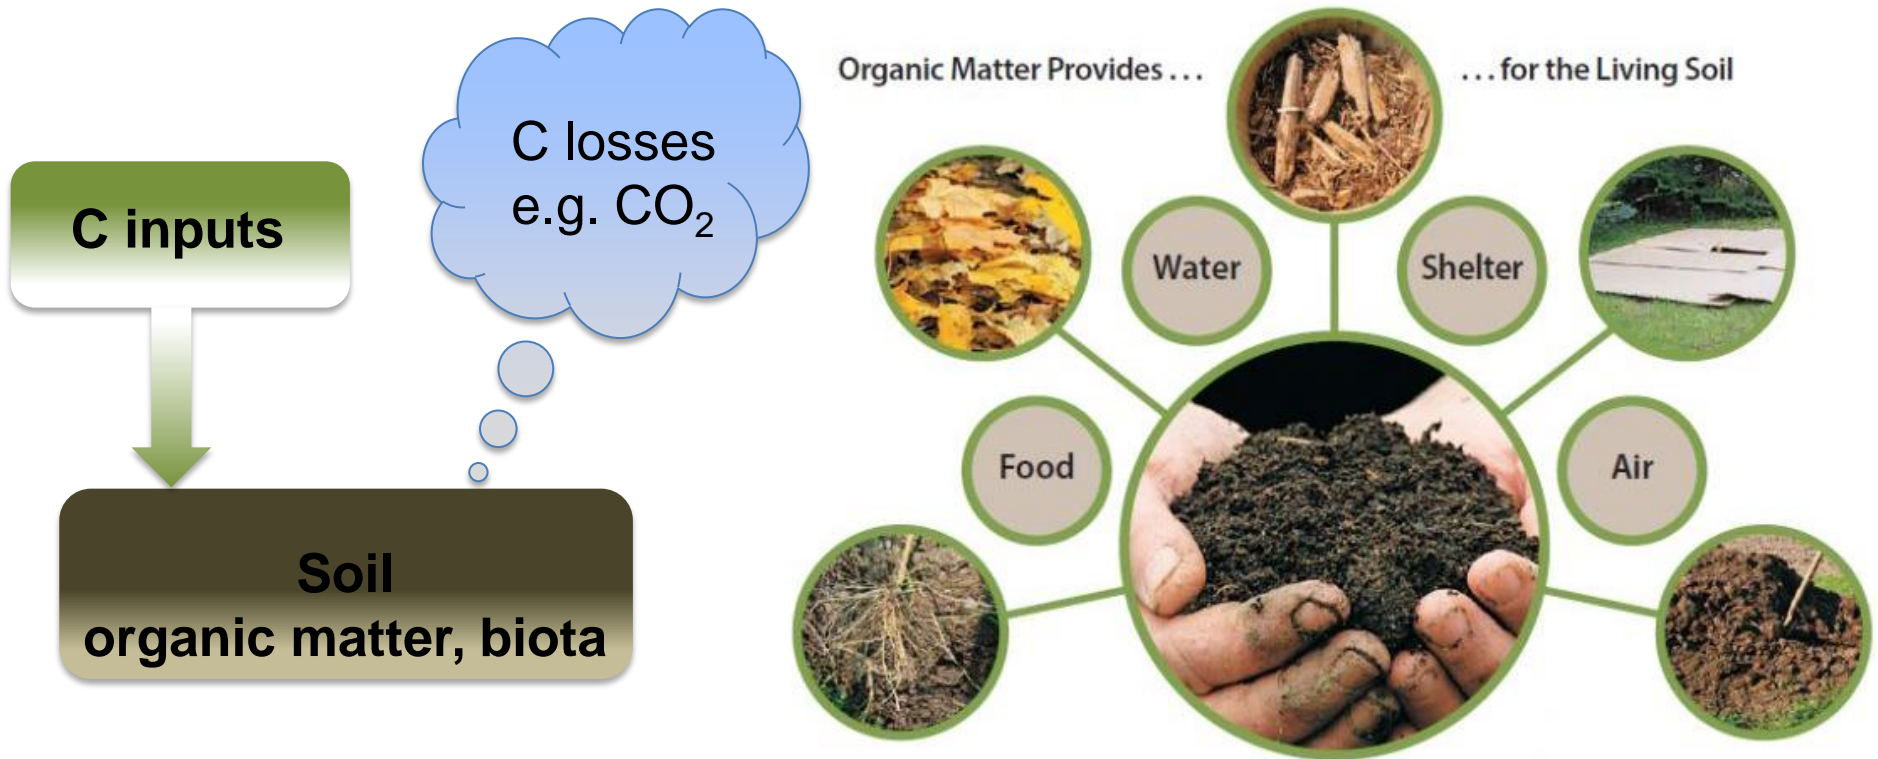 C inputs
C losses
e.g. CO₂
Soil
organic matter, biota
Organic Matter Provides . . .
. . . for the Living Soil
Water
Shelter
Food
Air